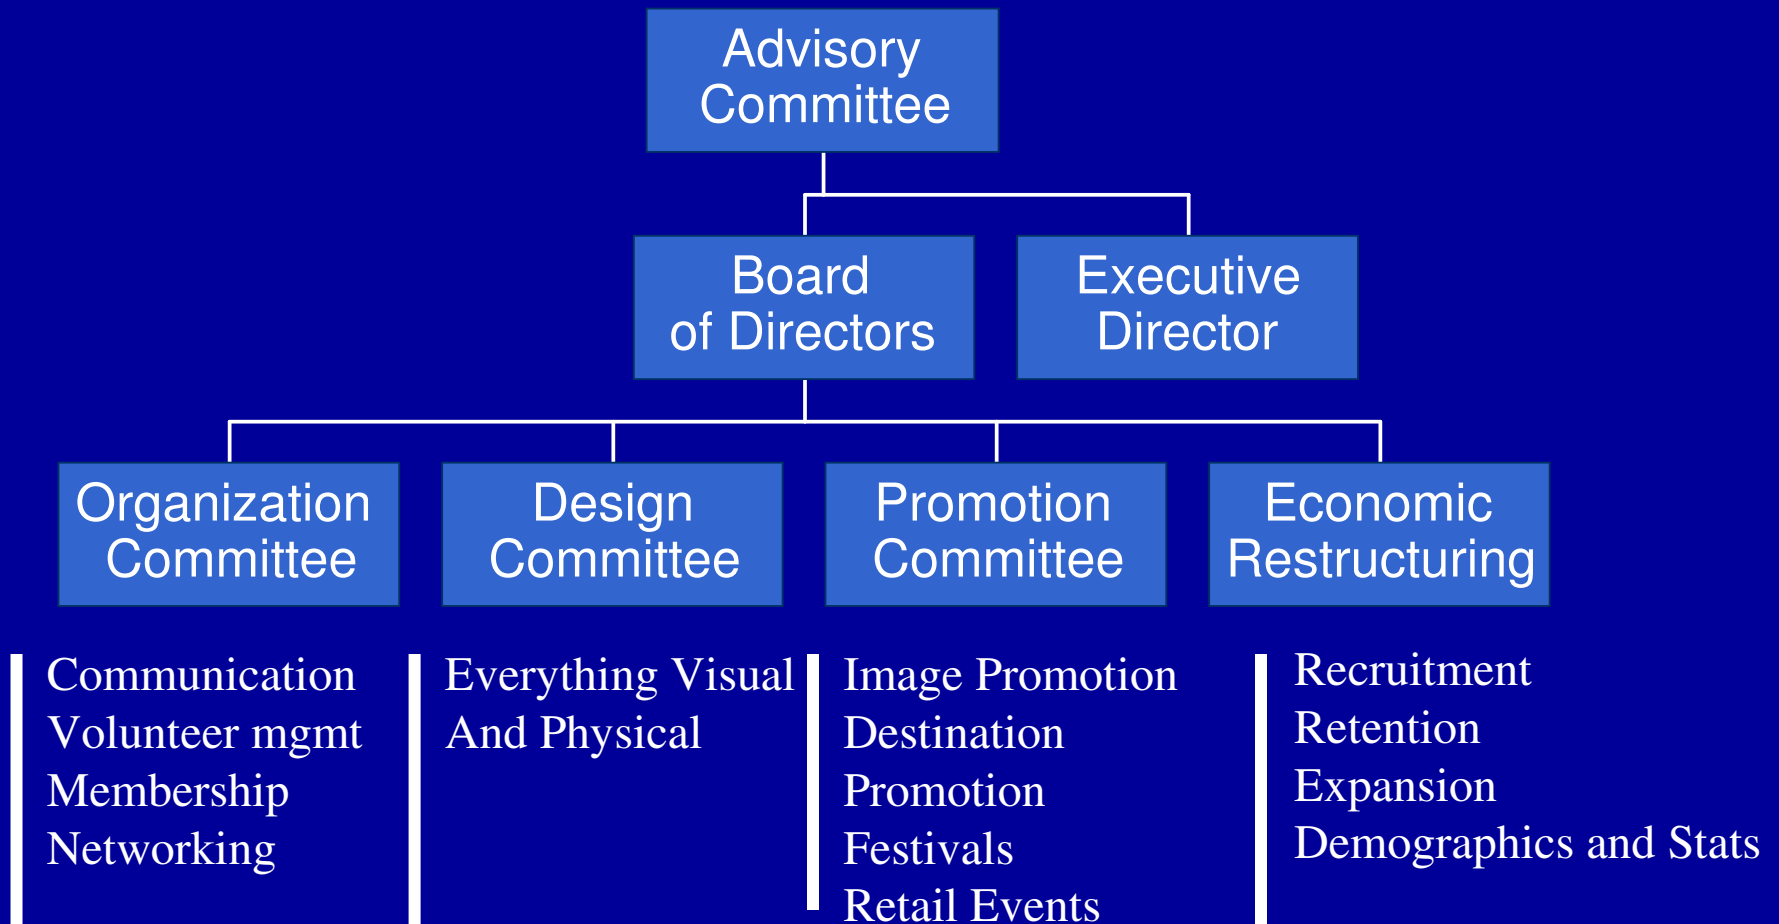 Advisory
Committee
Board
of Directors
Executive
Director
Organization
Committee
Design
Committee
Promotion
Committee
Economic
Restructuring
Communication
Volunteer mgmt
Membership
Networking
Everything Visual
And Physical
Image Promotion
Destination
Promotion
Festivals
Retail Events
Recruitment
Retention
Expansion
Demographics and Stats